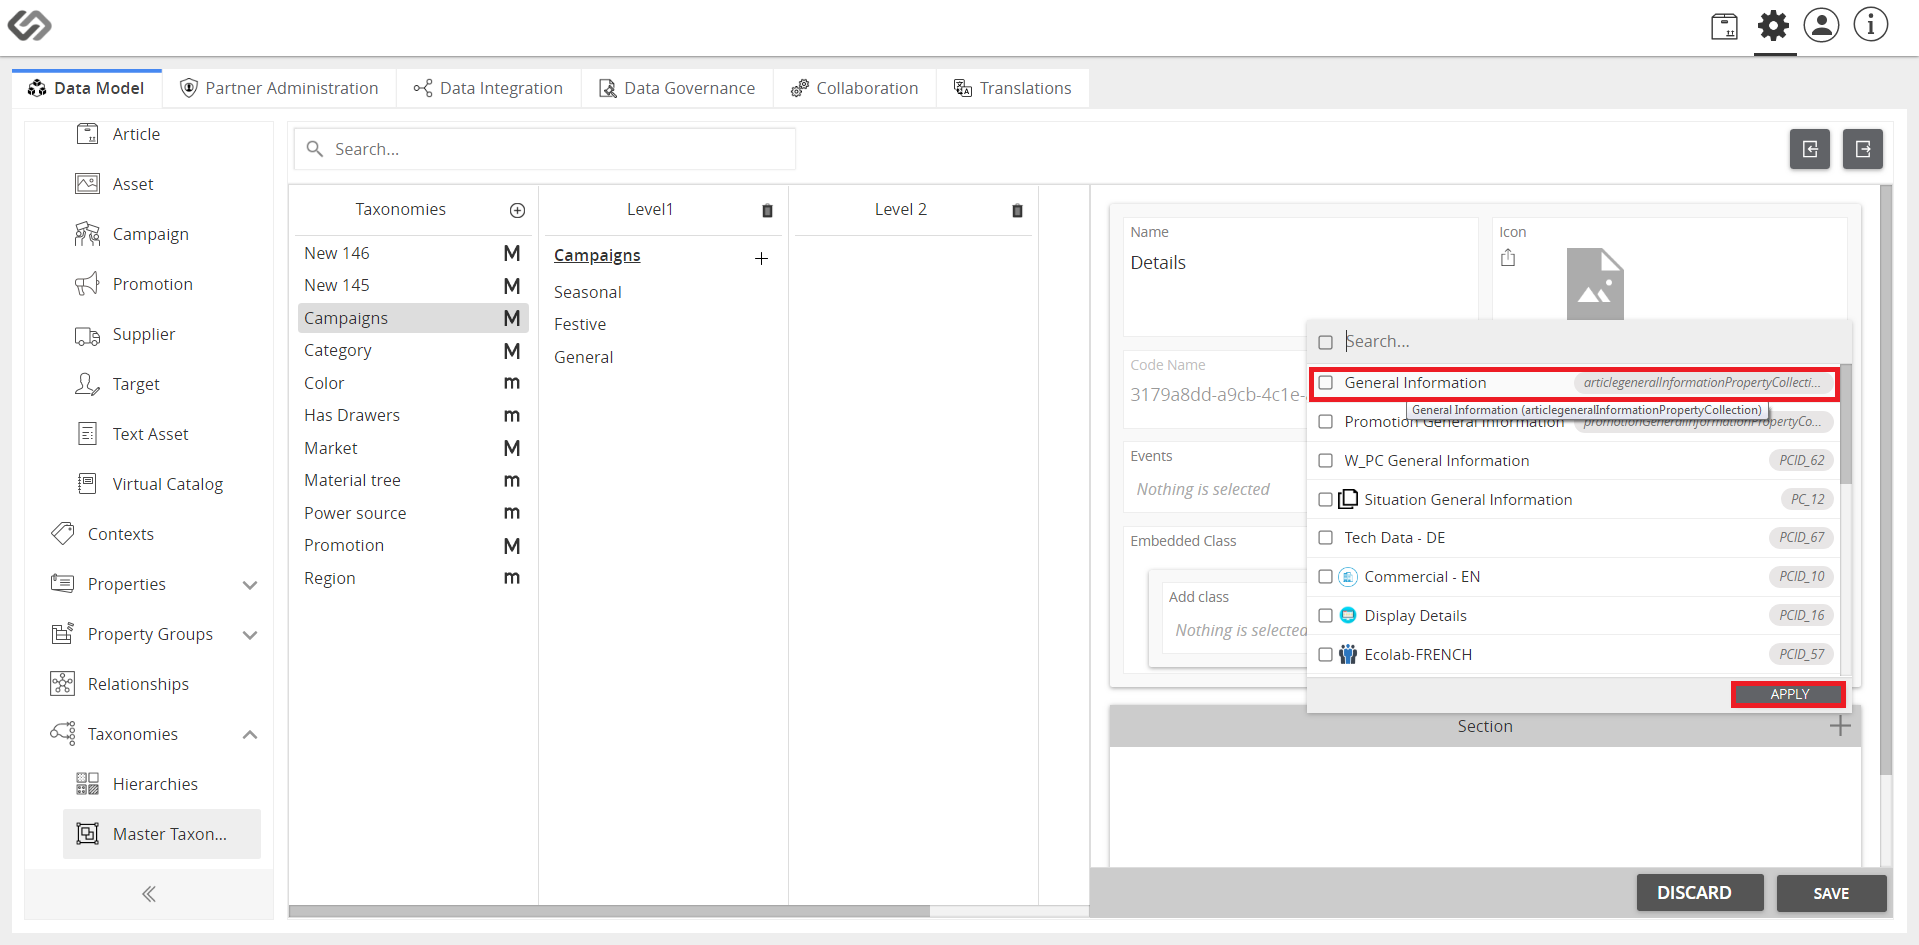 Data Model
Partner Administration
Data Integration
Data Governance
Collaboration
Translations
Article
Asset
Campaign
Promotion
Supplier
Target
Text Asset
Virtual Catalog
Contexts
Properties
Property Groups
Relationships
Taxonomies
Hierarchies
Master Taxon...
Search...
Taxonomies
New 146 M
New 145 M
Campaigns M
Category M
Color m
Has Drawers m
Market M
Material tree m
Power source m
Promotion M
Region m
Level1
Campaigns
Seasonal
Festive
General
Level 2
Name
Details
Icon
Code Name
3179a8dd-a9cb-4c1e-
Events
Nothing is selected
Embedded Class
Add class
Nothing is selected
Search...
General Information articlegeneralInformationPropertyCollecti...
General Information (articlegeneralInformationPropertyCollection)
Promotion General Information promotionGeneralInformationPropertyCo...
W_PC General Information PCID_62
Situation General Information PC_12
Tech Data - DE PCID_67
Commercial - EN PCID_10
Display Details PCID_16
Ecolab-FRENCH PCID_57
APPLY
Section
DISCARD
SAVE